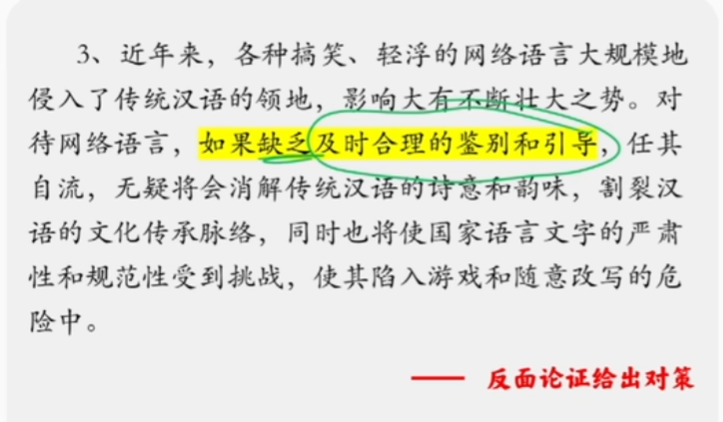 3、近年来，各种搞笑、轻浮的网络语言大规模地
侵入了传统汉语的领地，影响大有不断壮大之势。对
待网络语言，如果缺乏及时合理的鉴别和引导，任其
自流，无疑将会消解传统汉语的诗意和韵味，割裂汉
语的文化传承脉络，同时也将使国家语言文字的严肃
性和规范性受到挑战，使其陷入游戏和随意改写的危
险中。
—— 反面论证给出对策